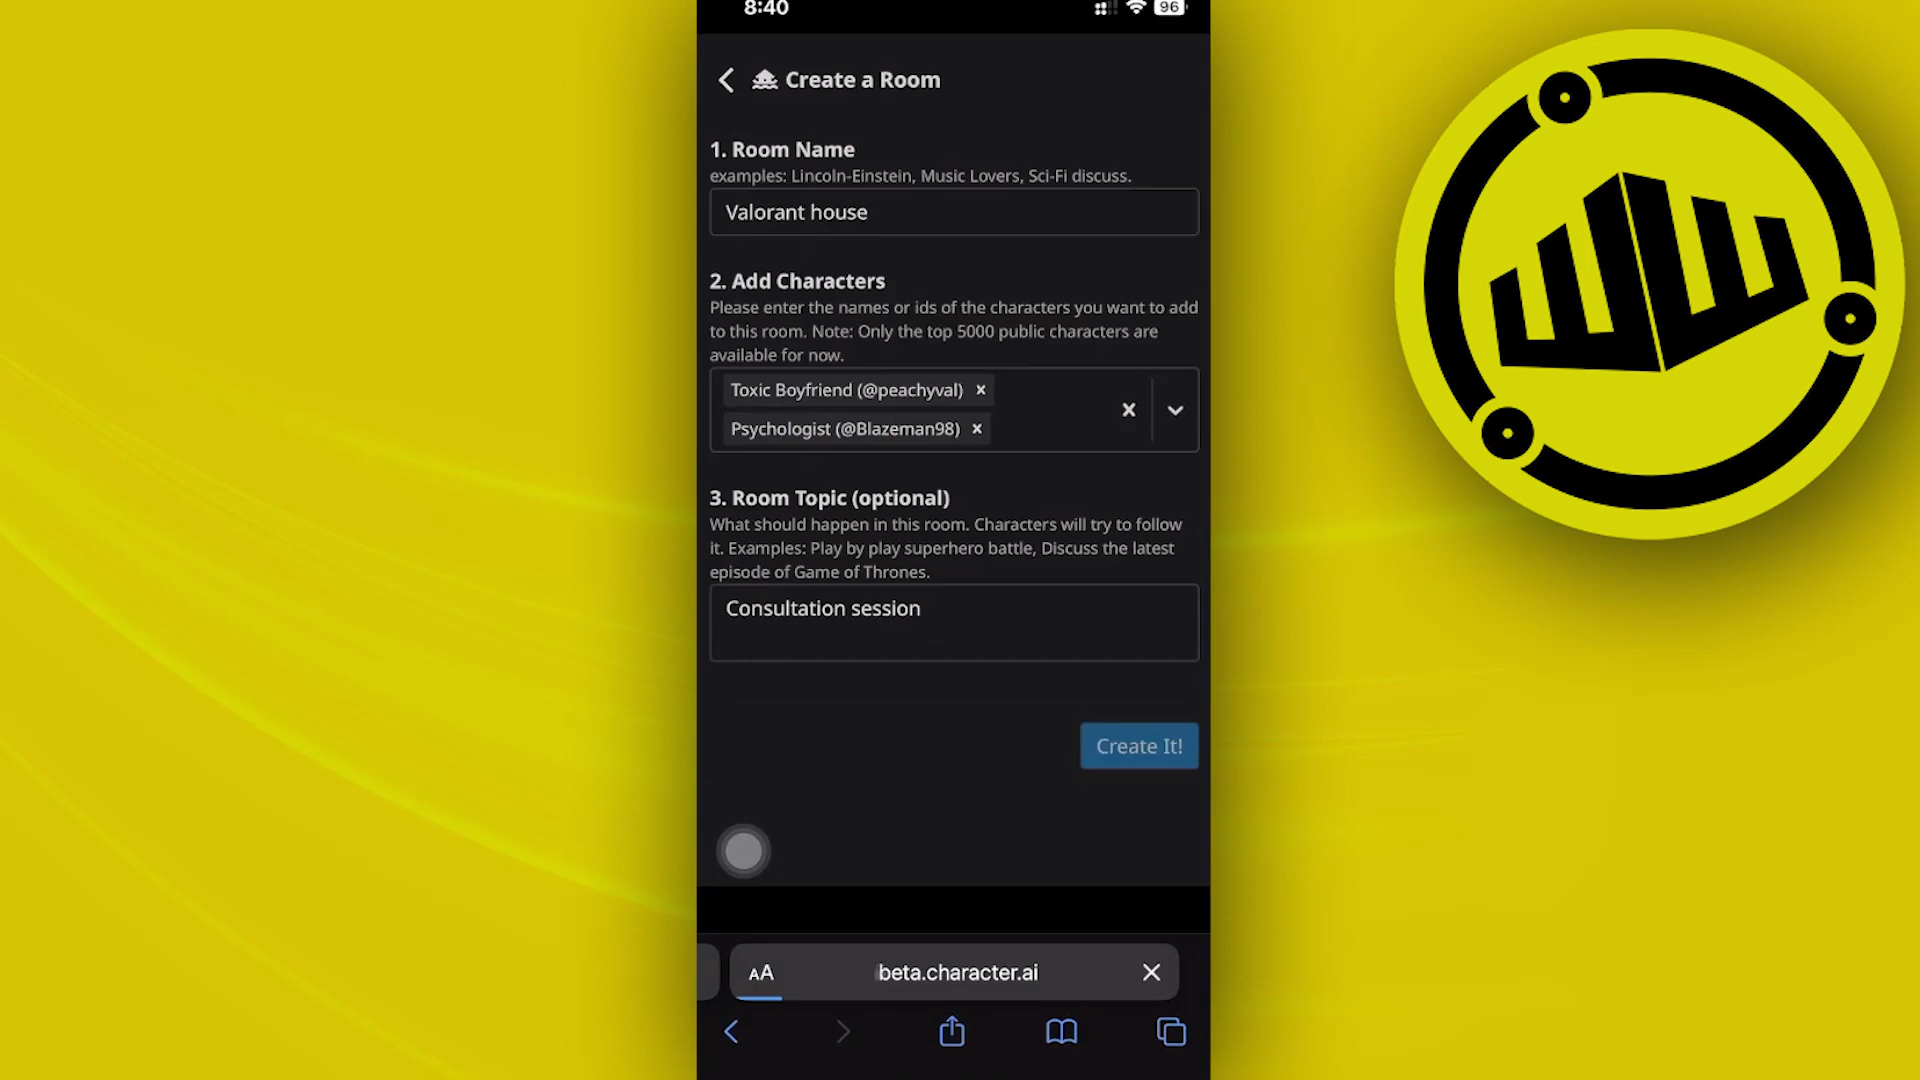 8:40
96
Create a Room
1. Room Name
examples: Lincoln-Einstein, Music Lovers, Sci-Fi discuss.
Valorant house
2. Add Characters
Please enter the names or ids of the characters you want to add
to this room. Note: Only the top 5000 public characters are
available for now.
Toxic Boyfriend (@peachyval) ×
Psychologist (@Blazeman98) ×
3. Room Topic (optional)
What should happen in this room. Characters will try to follow
it. Examples: Play by play superhero battle, Discuss the latest
episode of Game of Thrones.
Consultation session
Create It!
AA
beta.character.ai